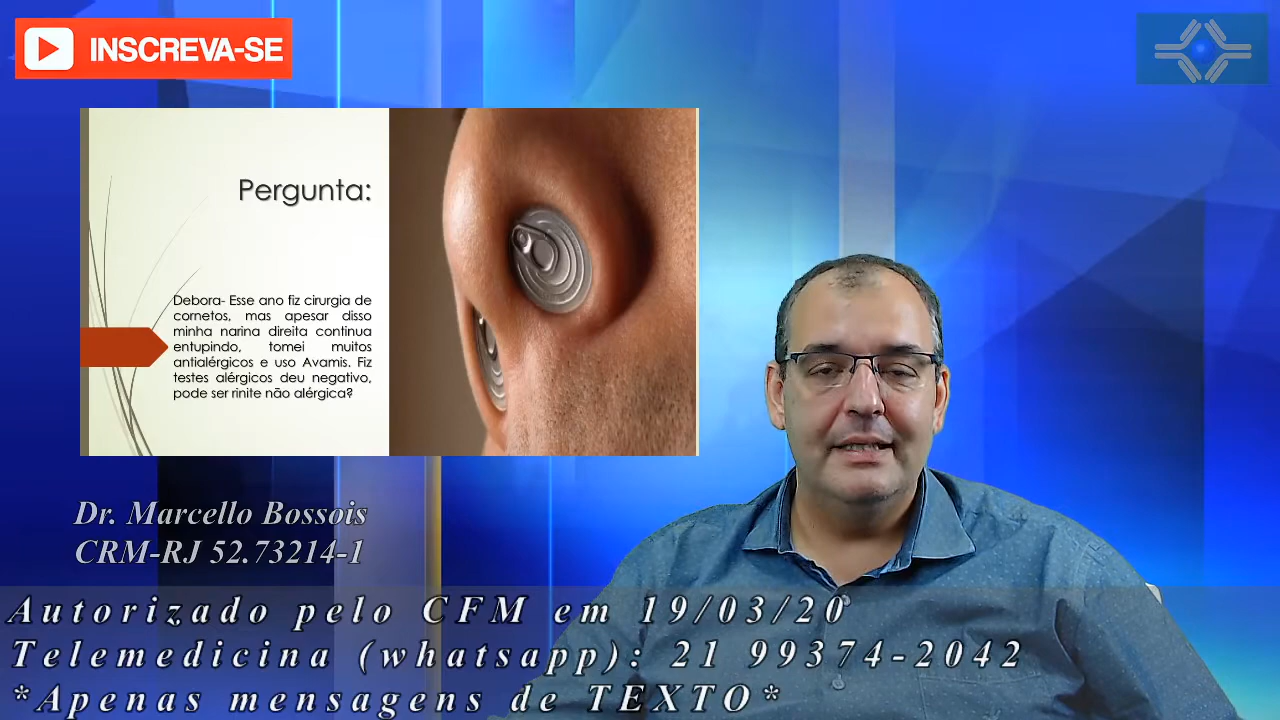 INSCREVA-SE
Pergunta:
Debora- Esse ano fiz cirurgia de
cornetos, mas apesar disso
minha narina direita continua
entupindo, tomei muitos
antialérgicos e uso Avamis. Fiz
testes alérgicos deu negativo,
pode ser rinite não alérgica?
Dr. Marcello Bossois
CRM-RJ 52.73214-1
Autorizado pelo CFM em 19/03/20
Telemedicina (whatsapp): 21 99374-2042
*Apenas mensagens de TEXTO*